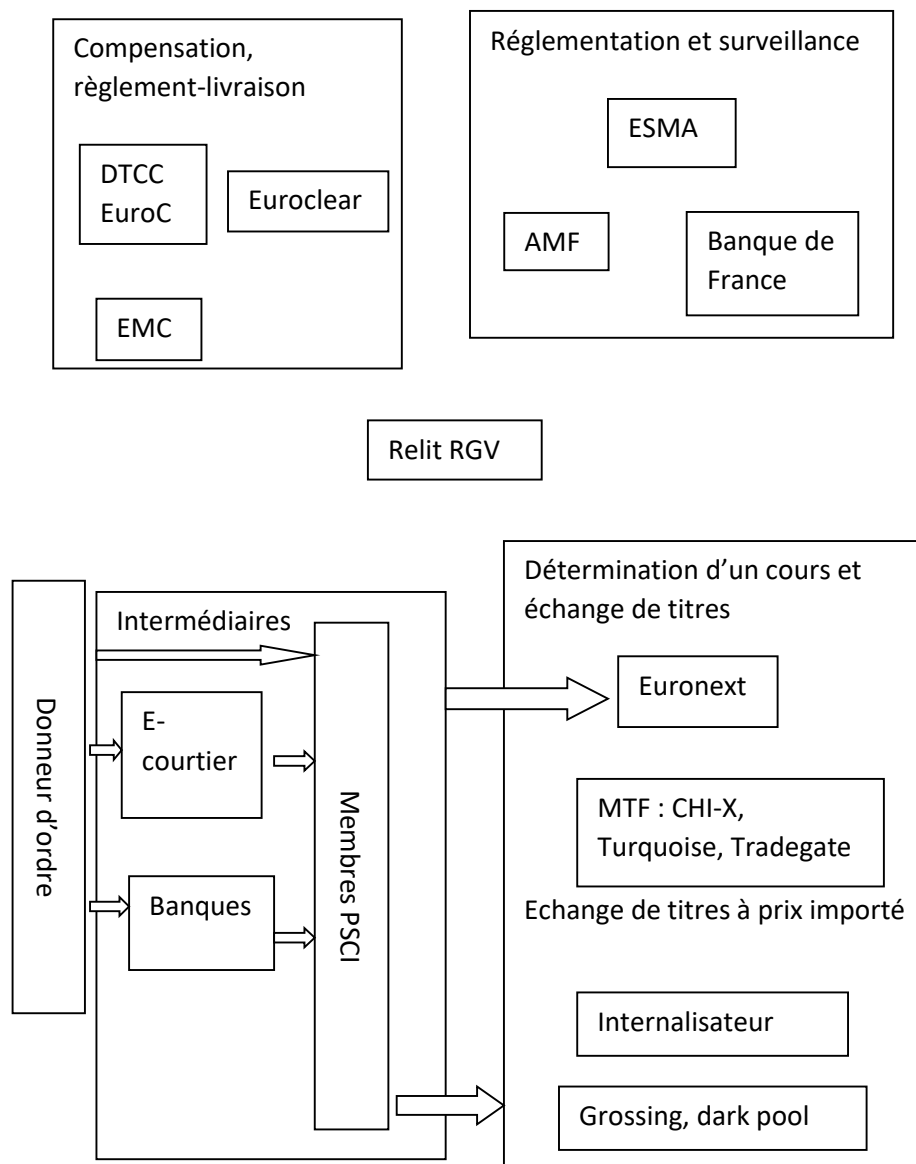 Compensation,
règlement-livraison
DTCC
EuroC
Euroclear
EMC
Réglementation et surveillance
ESMA
AMF
Banque de
France
Relit RGV
Donneur d'ordre
Intermédiaires
E-
courtier
Banques
Membres PSCI
Détermination d'un cours et
échange de titres
Euronext
MTF : CHI-X,
Turquoise, Tradegate
Echange de titres à prix importé
Internalisateur
Grossing, dark pool